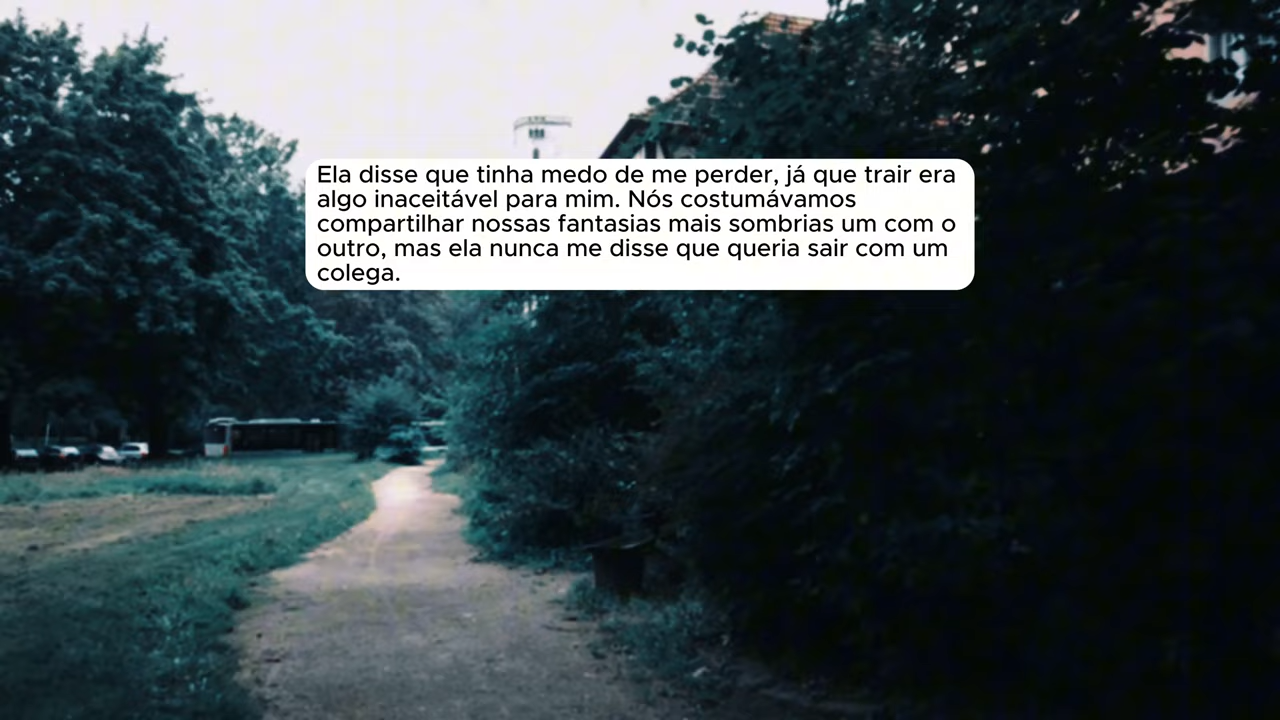 Ela disse que tinha medo de me perder, já que trair era
algo inaceitável para mim. Nós costumávamos
compartilhar nossas fantasias mais sombrias um com o
outro, mas ela nunca me disse que queria sair com um
colega.